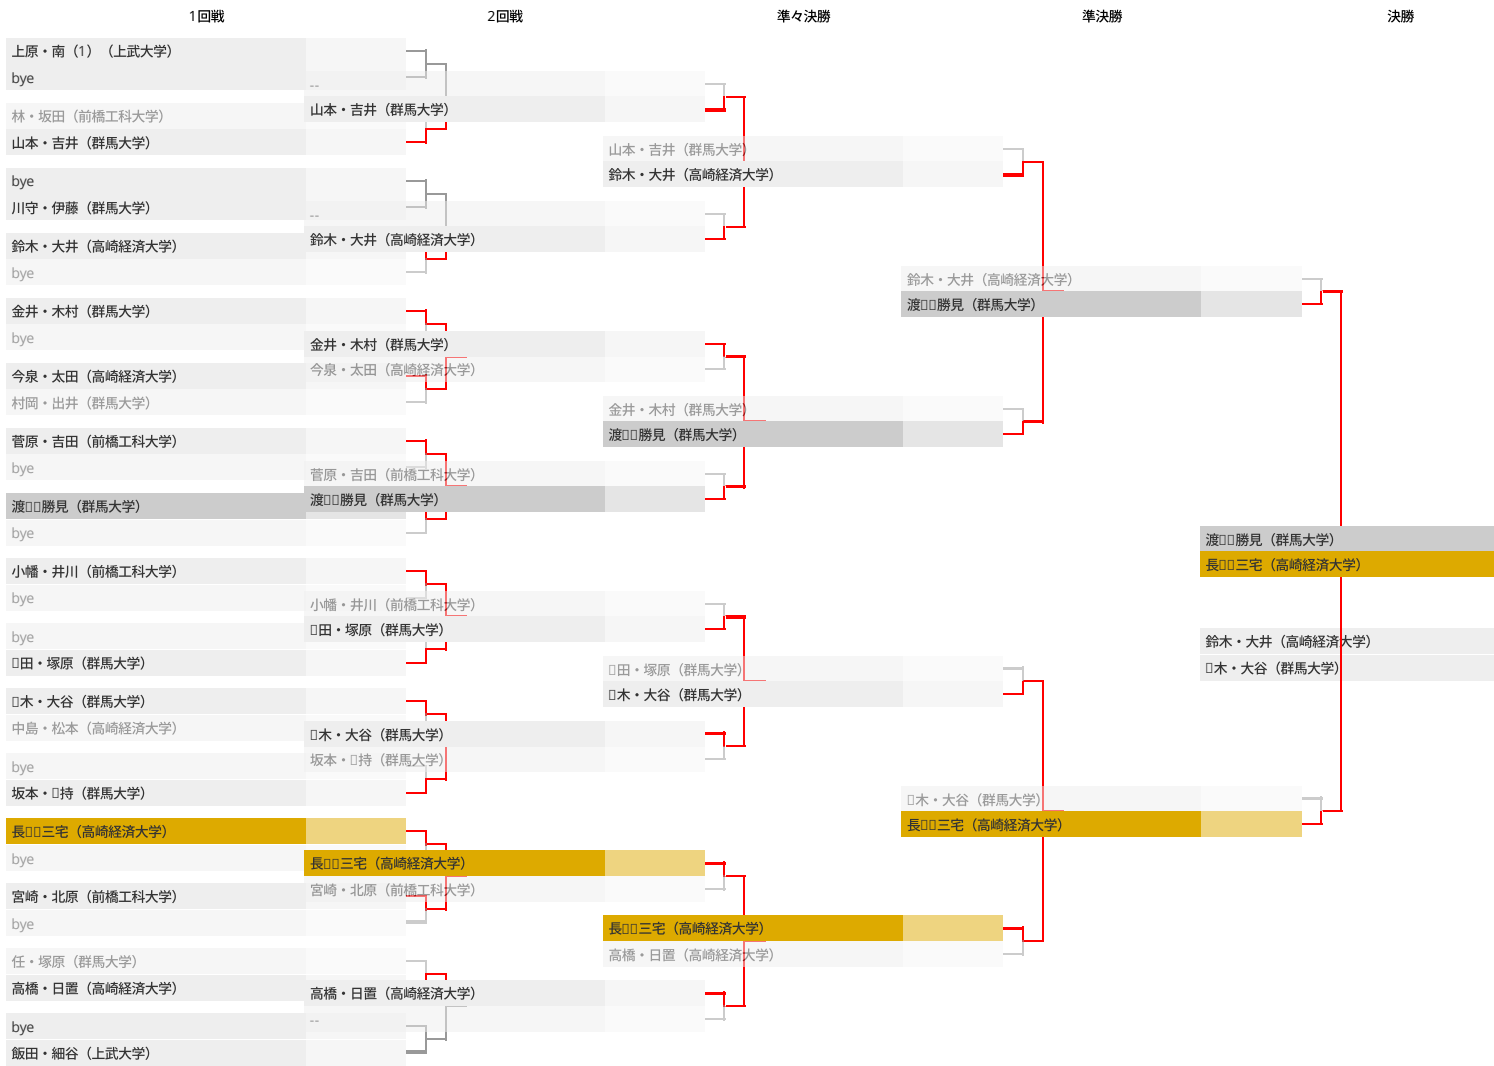 1回戦
2回戦
準々決勝
準決勝
決勝
上原・南（1）（上武大学）
bye
林・坂田（前橋工科大学）
山本・吉井（群馬大学）
bye
川守・伊藤（群馬大学）
鈴木・大井（高崎経済大学）
bye
金井・木村（群馬大学）
bye
今泉・太田（高崎経済大学）
村岡・出井（群馬大学）
菅原・吉田（前橋工科大学）
bye
渡▯▯勝見（群馬大学）
bye
小幡・井川（前橋工科大学）
bye
bye
▯田・塚原（群馬大学）
▯木・大谷（群馬大学）
中島・松本（高崎経済大学）
bye
坂本・▯持（群馬大学）
長▯▯三宅（高崎経済大学）
bye
宮崎・北原（前橋工科大学）
bye
任・塚原（群馬大学）
高橋・日置（高崎経済大学）
bye
飯田・細谷（上武大学）
--
山本・吉井（群馬大学）
--
鈴木・大井（高崎経済大学）
金井・木村（群馬大学）
今泉・太田（高崎経済大学）
菅原・吉田（前橋工科大学）
渡▯▯勝見（群馬大学）
小幡・井川（前橋工科大学）
▯田・塚原（群馬大学）
▯木・大谷（群馬大学）
坂本・▯持（群馬大学）
長▯▯三宅（高崎経済大学）
宮崎・北原（前橋工科大学）
高橋・日置（高崎経済大学）
--
山本・吉井（群馬大学）
鈴木・大井（高崎経済大学）
金井・木村（群馬大学）
渡▯▯勝見（群馬大学）
▯田・塚原（群馬大学）
▯木・大谷（群馬大学）
長▯▯三宅（高崎経済大学）
高橋・日置（高崎経済大学）
鈴木・大井（高崎経済大学）
渡▯▯勝見（群馬大学）
▯木・大谷（群馬大学）
長▯▯三宅（高崎経済大学）
渡▯▯勝見（群馬大学）
長▯▯三宅（高崎経済大学）
鈴木・大井（高崎経済大学）
▯木・大谷（群馬大学）